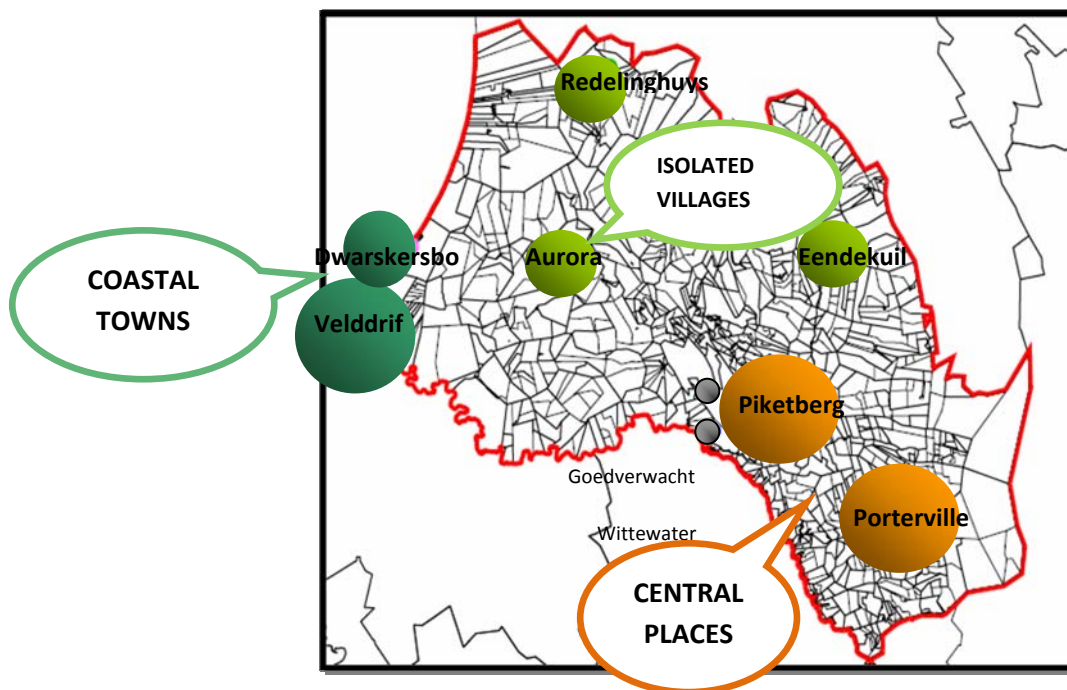 Redelinghuys
ISOLATED
VILLAGES
Dwarskersbo
Aurora
Eendekuil
COASTAL
TOWNS
Velddrif
Piketberg
Goedverwacht
Porterville
Wittewater
CENTRAL
PLACES